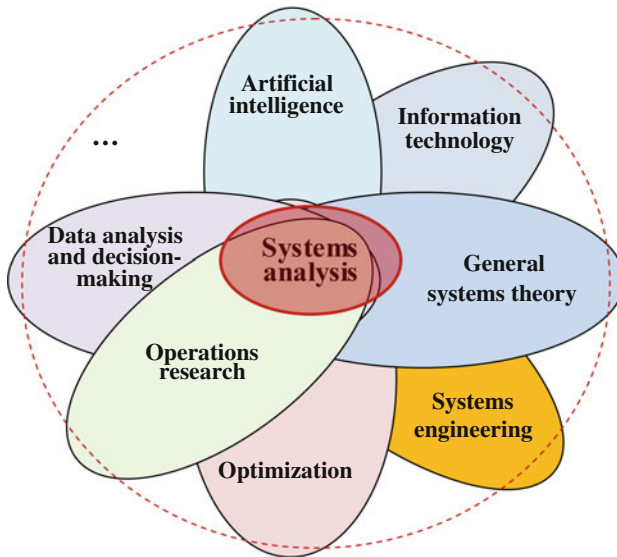 Artificial
intelligence
Information
technology
...
Data analysis
and decision-
making
Systems
analysis
General
systems theory
Operations
research
Systems
engineering
Optimization